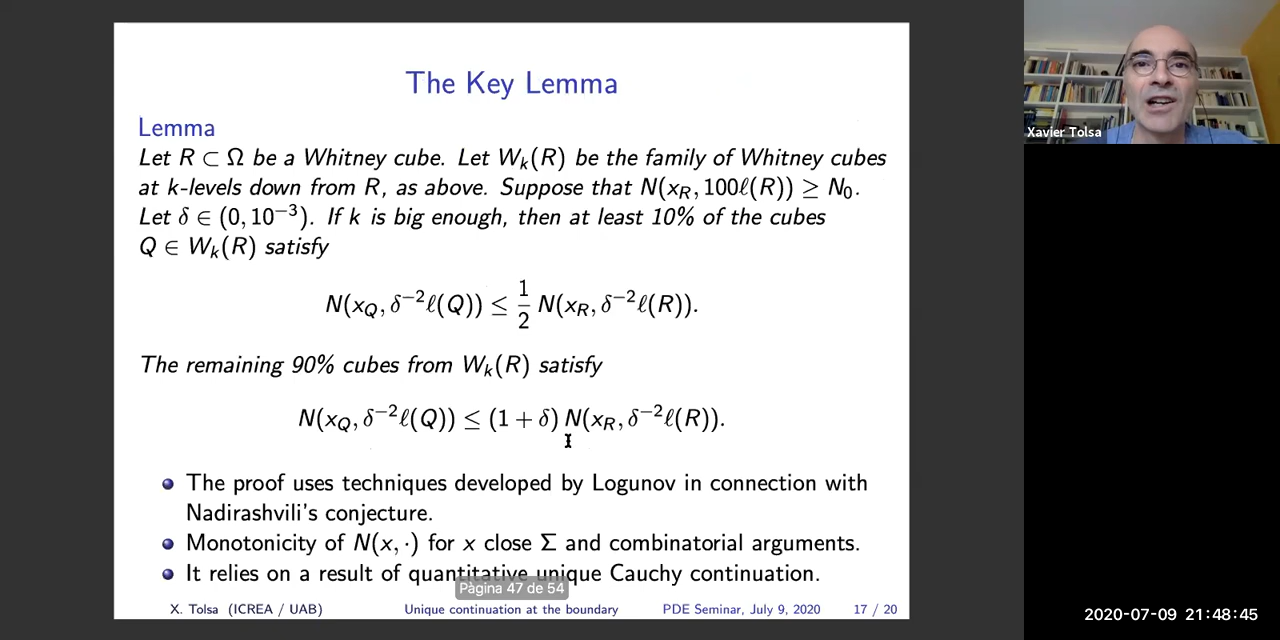 The Key Lemma
Lemma
Let R ⊂ Ω be a Whitney cube. Let W_k(R) be the family of Whitney cubes
at k-levels down from R, as above. Suppose that N(x_R, 100ℓ(R)) ≥ N_0.
Let δ ∈ (0, 10^{-3}). If k is big enough, then at least 10% of the cubes
Q ∈ W_k(R) satisfy
N(x_Q, δ^{-2}ℓ(Q)) ≤ 1/2 N(x_R, δ^{-2}ℓ(R)).
The remaining 90% cubes from W_k(R) satisfy
N(x_Q, δ^{-2}ℓ(Q)) ≤ (1 + δ) N(x_R, δ^{-2}ℓ(R)).
The proof uses techniques developed by Logunov in connection with
Nadirashvili's conjecture.
Monotonicity of N(x, ·) for x close Σ and combinatorial arguments.
It relies on a result of quantitative unique Cauchy continuation.
Pàgina 47 de 54
X. Tolsa (ICREA / UAB) Unique continuation at the boundary PDE Seminar, July 9, 2020 17 / 20
Xavier Tolsa
2020-07-09 21:48:45